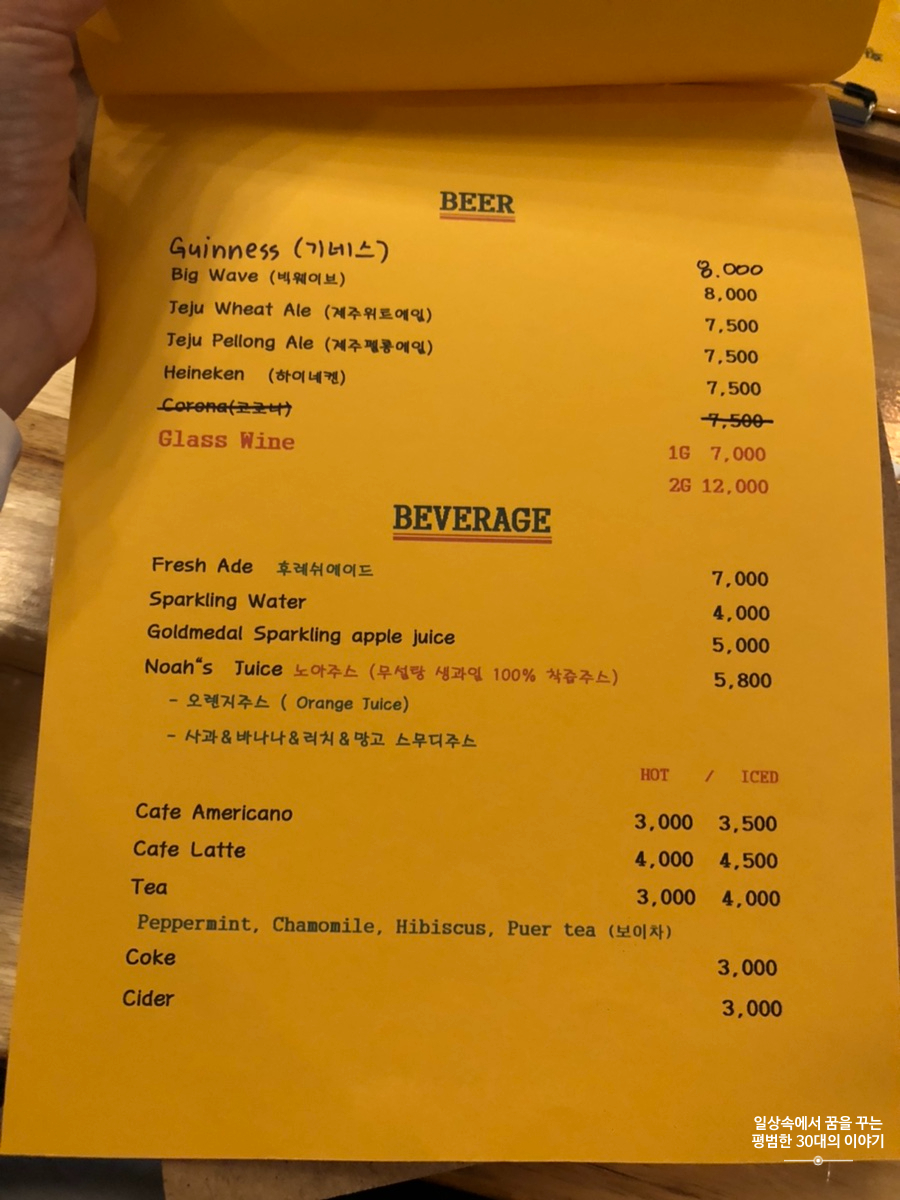 BEER
Guinness (기네스) 8.000
Big Wave (빅웨이브) 8,000
Jeju Wheat Ale (제주위트에일) 7,500
Jeju Pellong Ale (제주펠롱에일) 7,500
Heineken (하이네켄) 7,500
Corona(코로나) 7,500
Glass Wine 1G 7,000
2G 12,000
BEVERAGE
Fresh Ade 후레쉬에이드 7,000
Sparkling Water 4,000
Goldmedal Sparkling apple juice 5,000
Noah“s Juice 노아주스 (무설탕 생과일 100% 착즙주스) 5,800
- 오렌지주스 ( Orange Juice)
- 사과&바나나&리치&망고 스무디주스
HOT / ICED
Cafe Americano 3,000 3,500
Cafe Latte 4,000 4,500
Tea 3,000 4,000
Peppermint, Chamomile, Hibiscus, Puer tea (보이차)
Coke 3,000
Cider 3,000
일상속에서 꿈을 꾸는
평범한 30대의 이야기